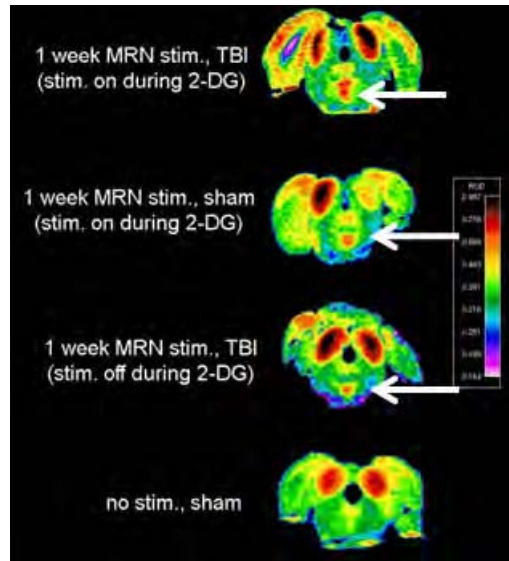 1 week MRN stim., TBI
(stim. on during 2-DG)
1 week MRN stim., sham
(stim. on during 2-DG)
1 week MRN stim., TBI
(stim. off during 2-DG)
no stim., sham